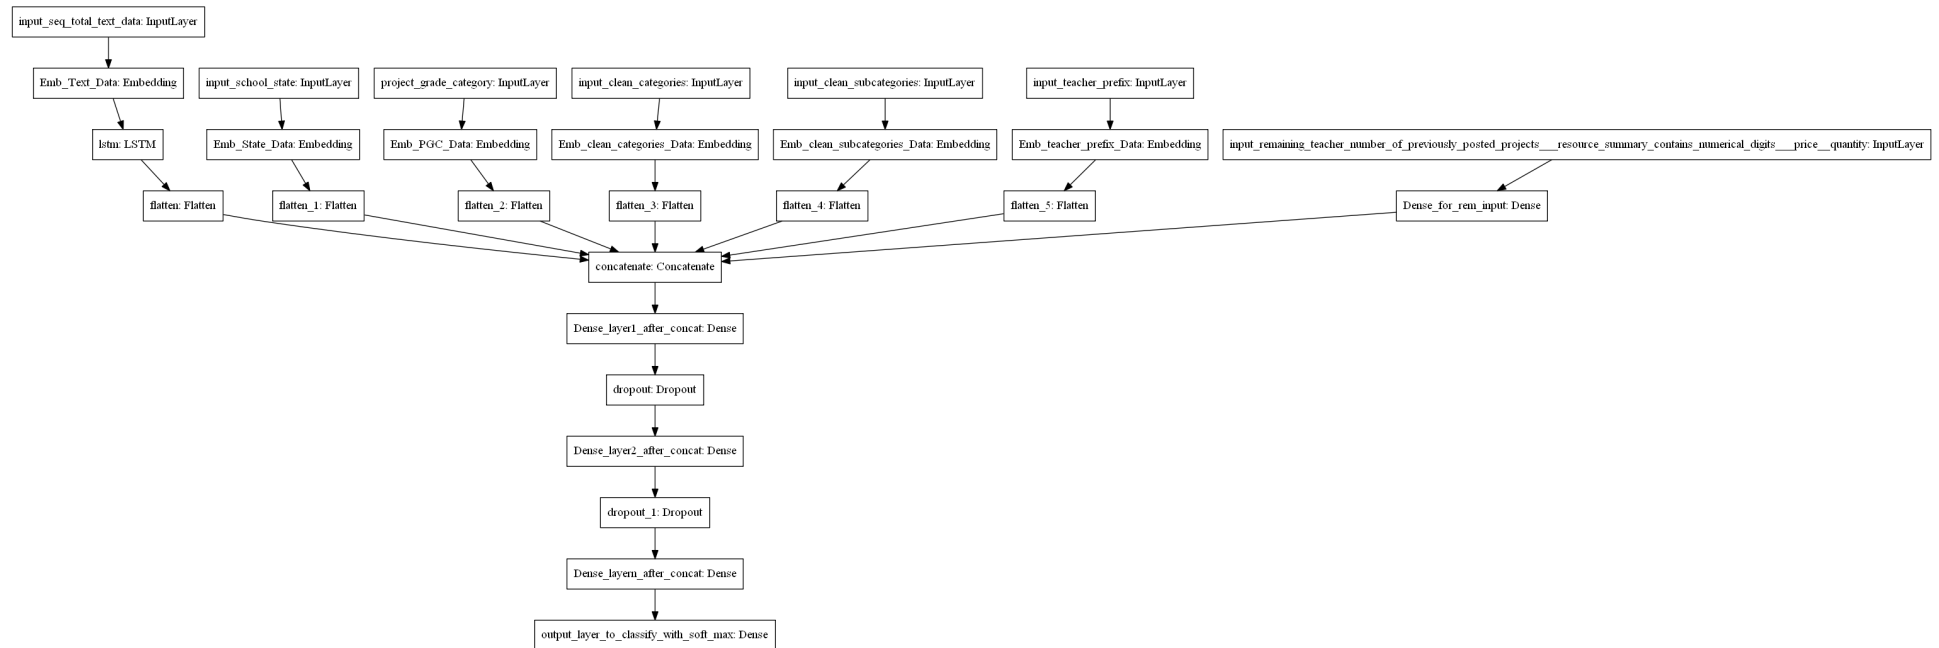 input_seq_total_text_data: InputLayer
Emb_Text_Data: Embedding
input_school_state: InputLayer
project_grade_category: InputLayer
input_clean_categories: InputLayer
input_clean_subcategories: InputLayer
input_teacher_prefix: InputLayer
lstm: LSTM
Emb_State_Data: Embedding
Emb_PGC_Data: Embedding
Emb_clean_categories_Data: Embedding
Emb_clean_subcategories_Data: Embedding
Emb_teacher_prefix_Data: Embedding
input_remaining_teacher_number_of_previously_posted_projects___resource_summary_contains_numerical_digits___price__quantity: InputLayer
flatten: Flatten
flatten_1: Flatten
flatten_2: Flatten
flatten_3: Flatten
flatten_4: Flatten
flatten_5: Flatten
Dense_for_rem_input: Dense
concatenate: Concatenate
Dense_layer1_after_concat: Dense
dropout: Dropout
Dense_layer2_after_concat: Dense
dropout_1: Dropout
Dense_layern_after_concat: Dense
output_layer_to_classify_with_soft_max: Dense